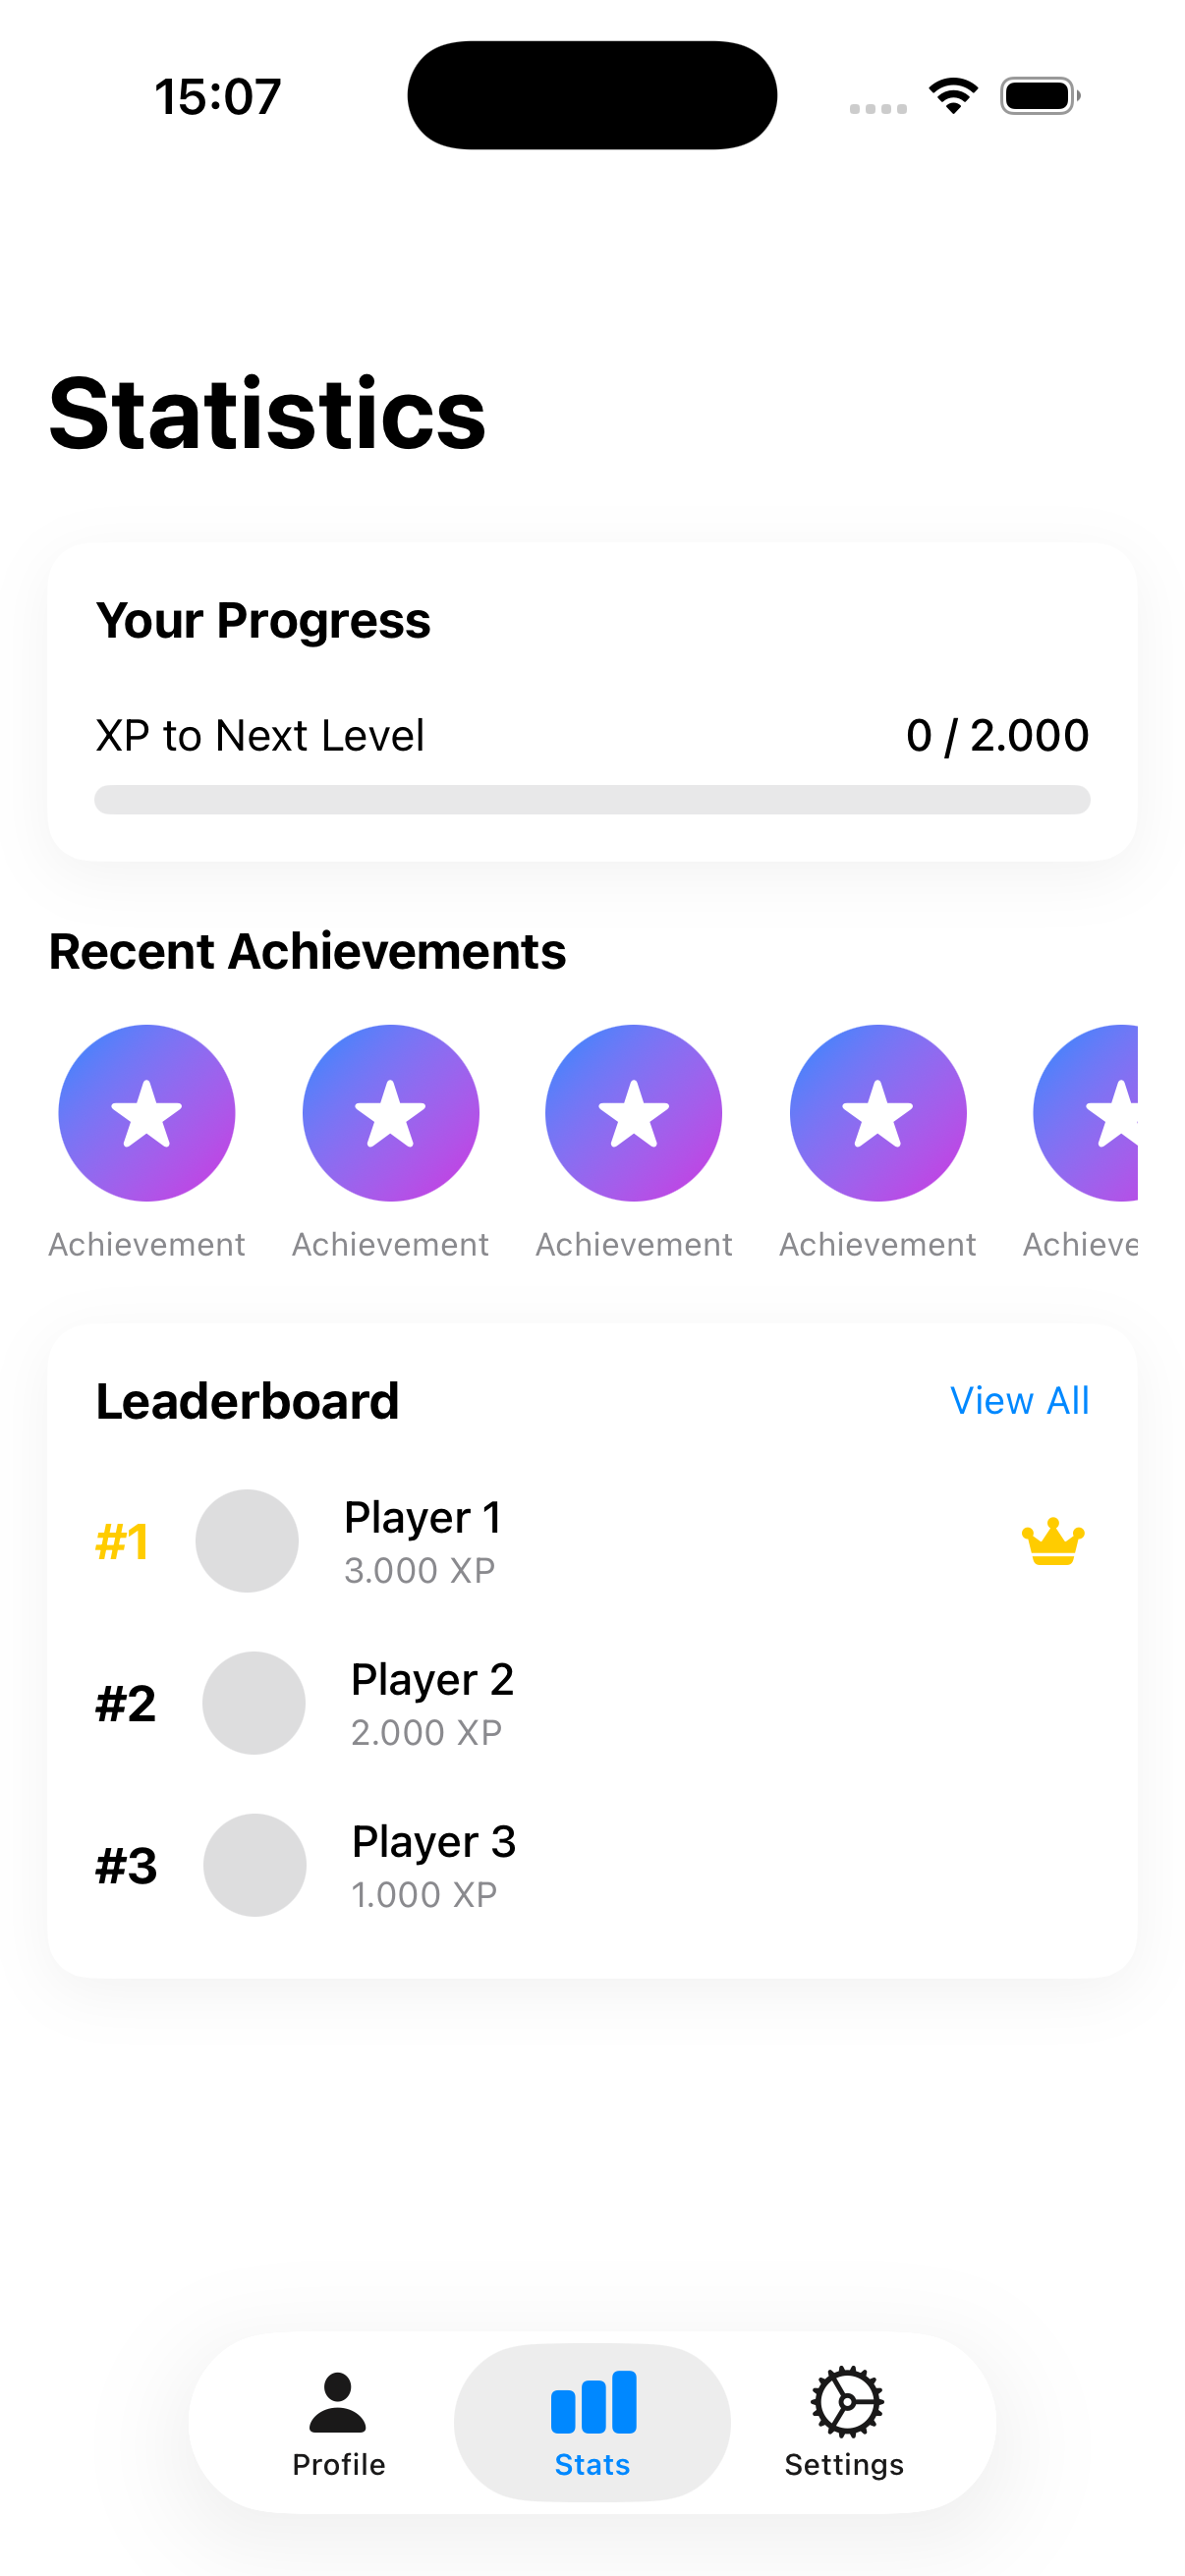 15:07
Statistics
Your Progress
XP to Next Level 0 / 2.000
Recent Achievements
Achievement Achievement Achievement Achievement Achieve
Leaderboard View All
#1 Player 1
3.000 XP
#2 Player 2
2.000 XP
#3 Player 3
1.000 XP
Profile Stats Settings